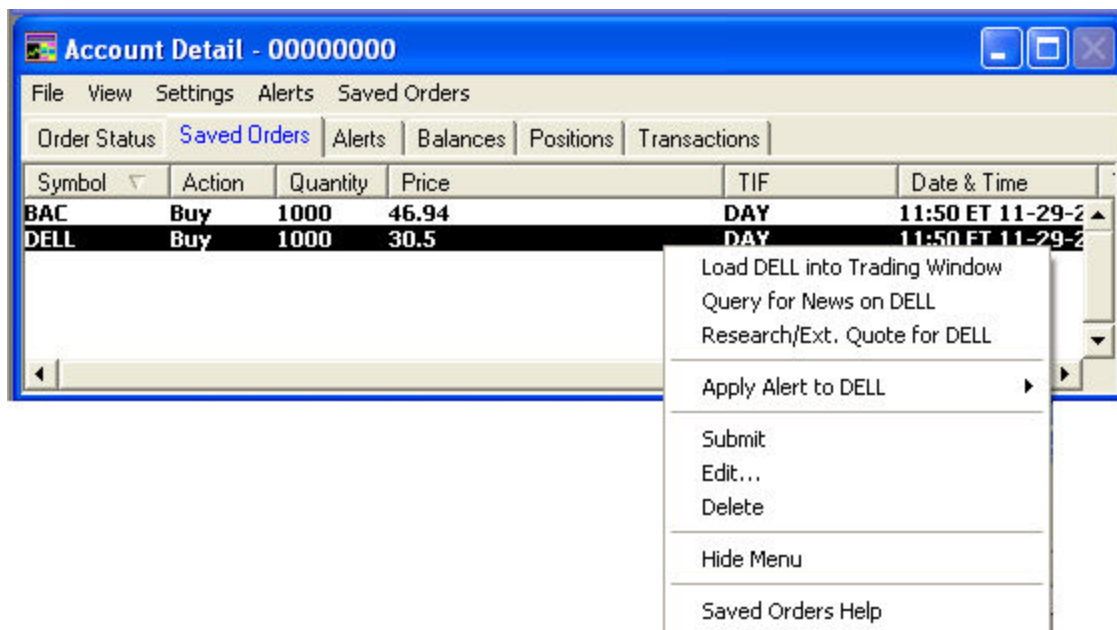 Account Detail - 00000000
File View Settings Alerts Saved Orders
Order Status Saved Orders Alerts Balances Positions Transactions
Symbol Action Quantity Price TIF Date & Time
BAC Buy 1000 46.94 DAY 11:50 ET 11-29-2
DELL Buy 1000 30.5 DAY 11:50 ET 11-29-2
Load DELL into Trading Window
Query for News on DELL
Research/Ext. Quote for DELL
Apply Alert to DELL
Submit
Edit...
Delete
Hide Menu
Saved Orders Help